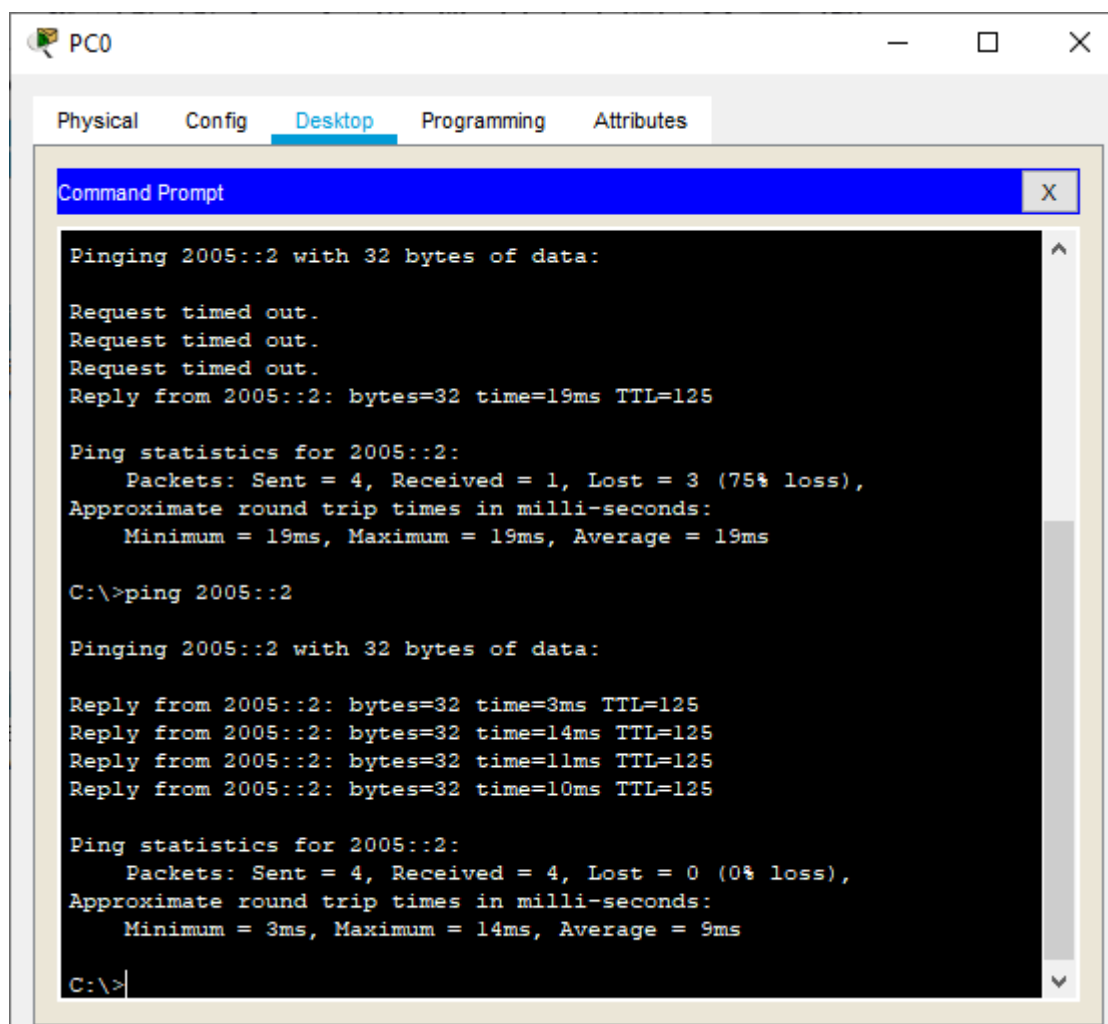 PC0
Physical Config Desktop Programming Attributes
Command Prompt X
Pinging 2005::2 with 32 bytes of data:
Request timed out.
Request timed out.
Request timed out.
Reply from 2005::2: bytes=32 time=19ms TTL=125
Ping statistics for 2005::2:
Packets: Sent = 4, Received = 1, Lost = 3 (75% loss),
Approximate round trip times in milli-seconds:
Minimum = 19ms, Maximum = 19ms, Average = 19ms
C:\>ping 2005::2
Pinging 2005::2 with 32 bytes of data:
Reply from 2005::2: bytes=32 time=3ms TTL=125
Reply from 2005::2: bytes=32 time=14ms TTL=125
Reply from 2005::2: bytes=32 time=11ms TTL=125
Reply from 2005::2: bytes=32 time=10ms TTL=125
Ping statistics for 2005::2:
Packets: Sent = 4, Received = 4, Lost = 0 (0% loss),
Approximate round trip times in milli-seconds:
Minimum = 3ms, Maximum = 14ms, Average = 9ms
C:\>